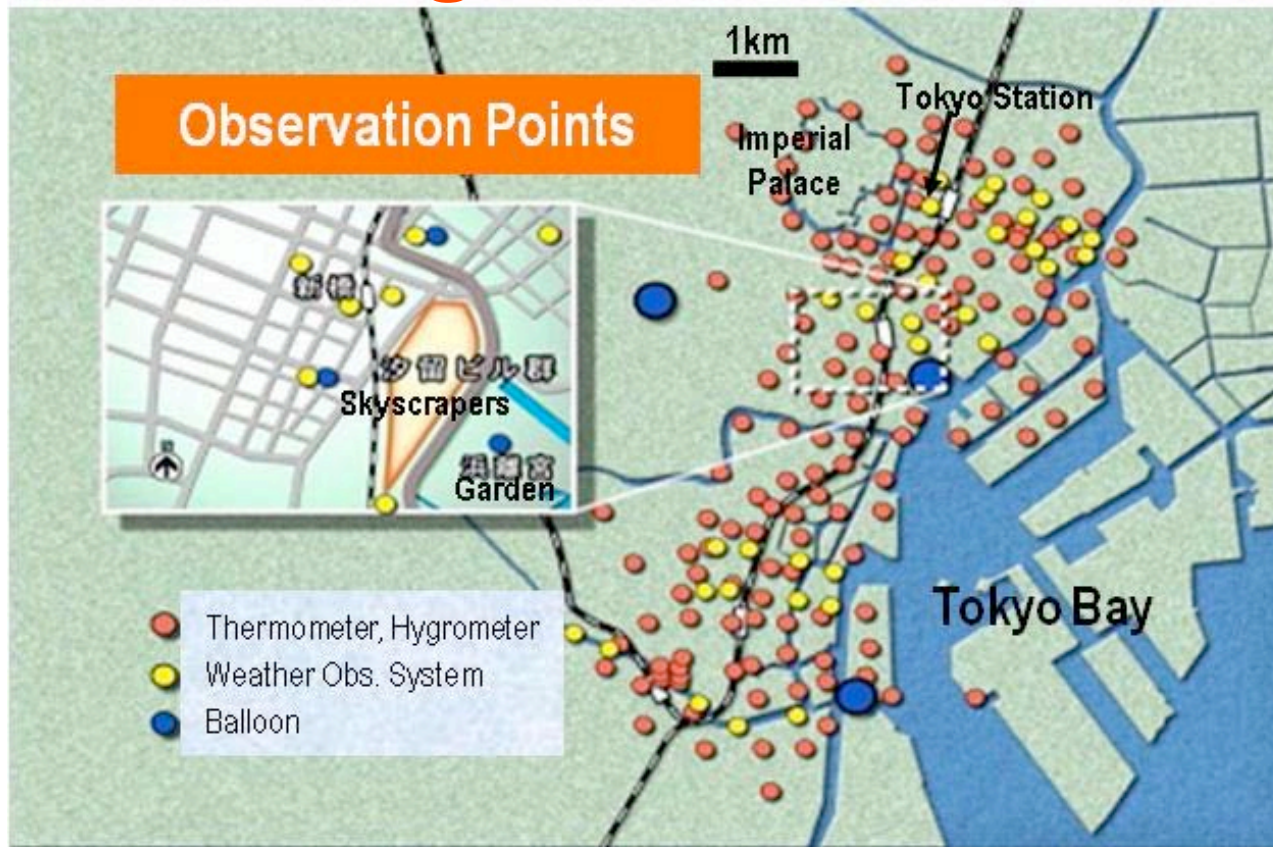 1km
Observation Points
Tokyo Station
Imperial
Palace
新橋
汐留ビル群
Skyscrapers
浜離宮
Garden
Tokyo Bay
Thermometer, Hygrometer
Weather Obs. System
Balloon